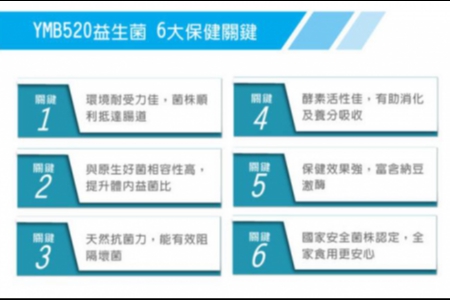 YMB520益生菌 6大保健關鍵
關鍵
1
環境耐受力佳，菌株順
利抵達腸道
關鍵
2
與原生好菌相容性高，
提升體內益菌比
關鍵
3
天然抗菌力，能有效阻
隔壞菌
關鍵
4
酵素活性佳，有助消化
及養分吸收
關鍵
5
保健效果強，富含納豆
激酶
關鍵
6
國家安全菌株認定，全
家食用更安心